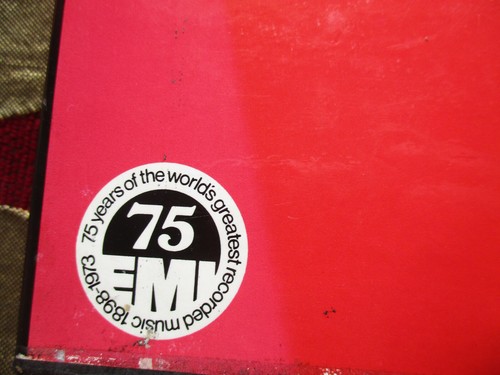 75 years of the world's greatest recorded music 1898-1973
75
EMI